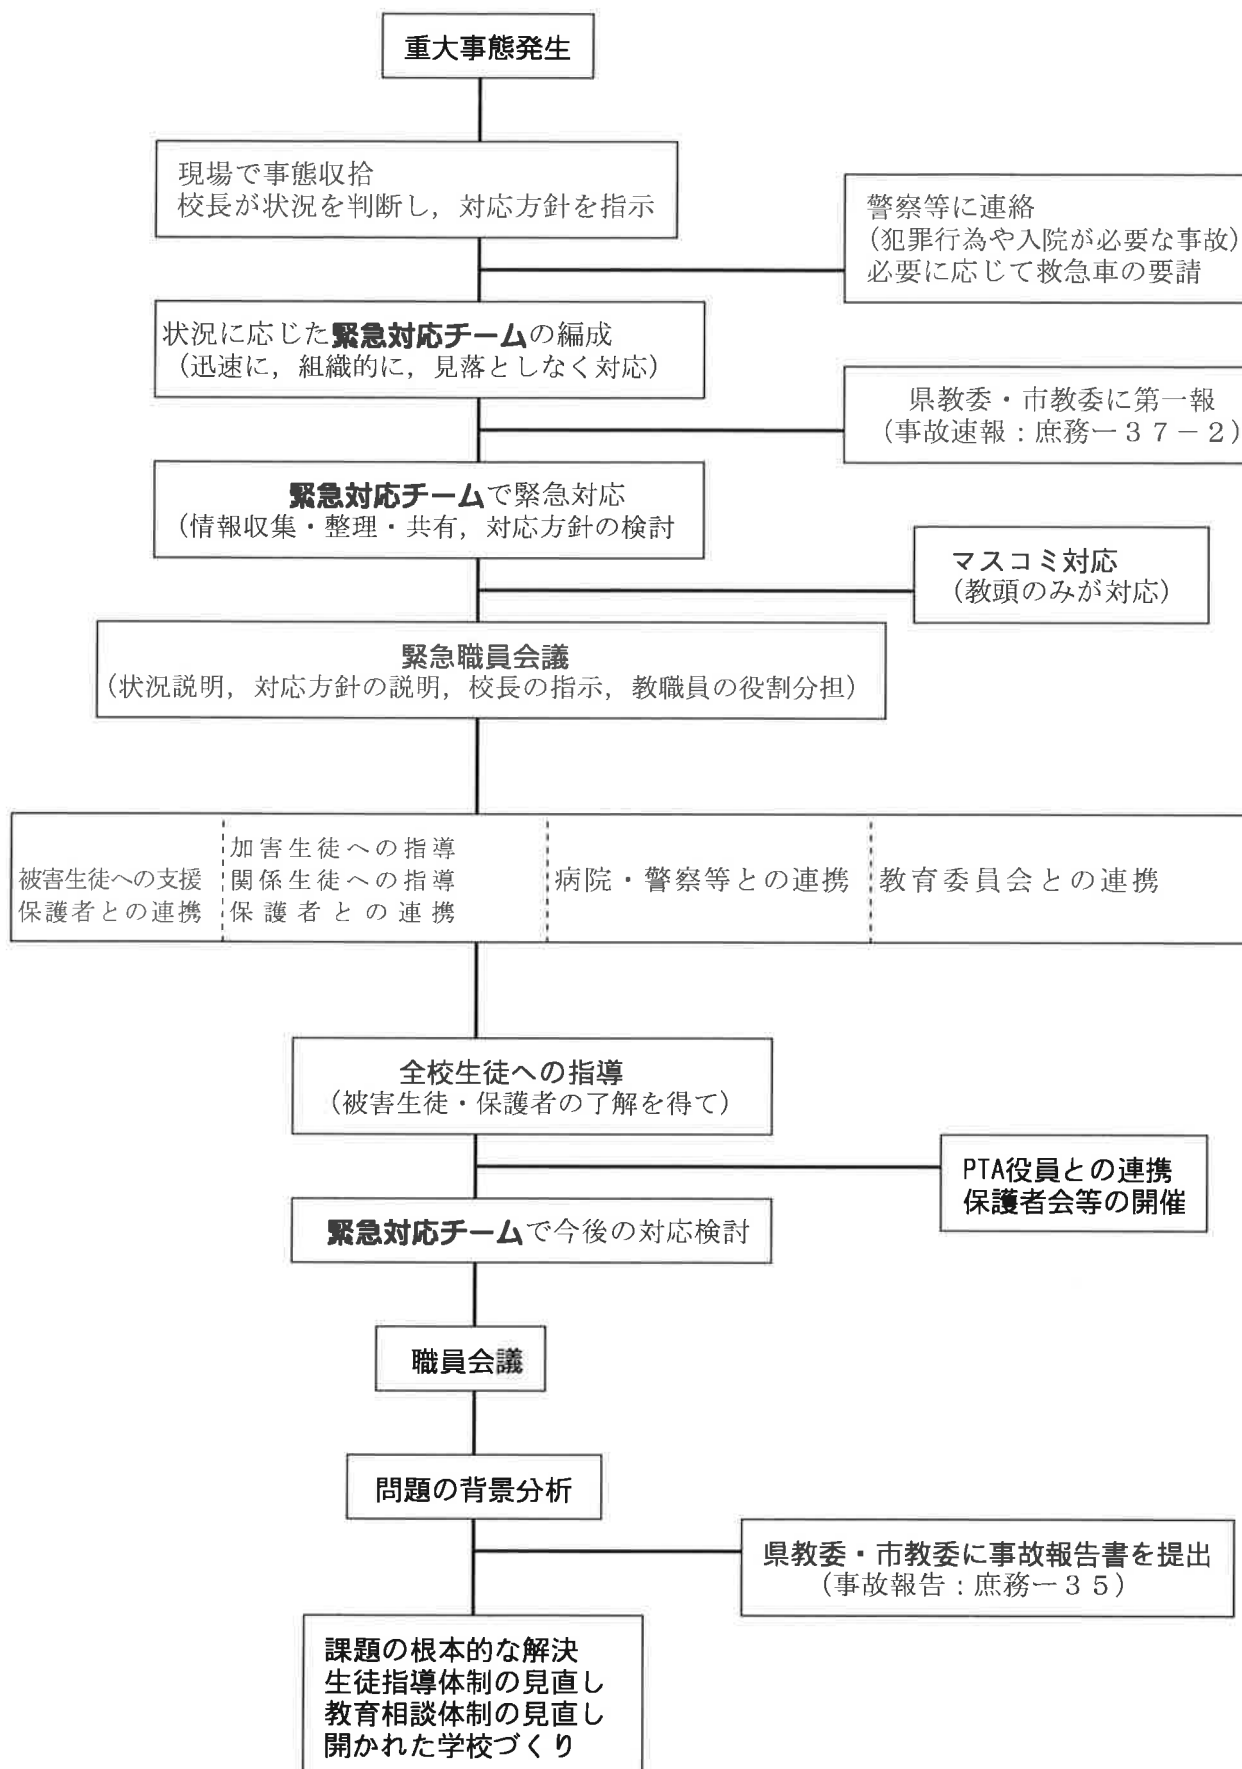 重大事態発生
現場で事態収拾
校長が状況を判断し，対応方針を指示
警察等に連絡
(犯罪行為や入院が必要な事故)
必要に応じて救急車の要請
状況に応じた緊急対応チームの編成
（迅速に，組織的に，見落としなく対応）
県教委・市教委に第一報
（事故速報：庶務ー３７－２）
緊急対応チームで緊急対応
（情報収集・整理・共有，対応方針の検討
マスコミ対応
（教頭のみが対応）
緊急職員会議
（状況説明，対応方針の説明，校長の指示，教職員の役割分担）
被害生徒への支援
保護者との連携
加害生徒への指導
関係生徒への指導
保護者との連携
病院・警察等との連携
教育委員会との連携
全校生徒への指導
（被害生徒・保護者の了解を得て）
PTA役員との連携
保護者会等の開催
緊急対応チームで今後の対応検討
職員会議
問題の背景分析
県教委・市教委に事故報告書を提出
（事故報告：庶務ー３５）
課題の根本的な解決
生徒指導体制の見直し
教育相談体制の見直し
開かれた学校づくり